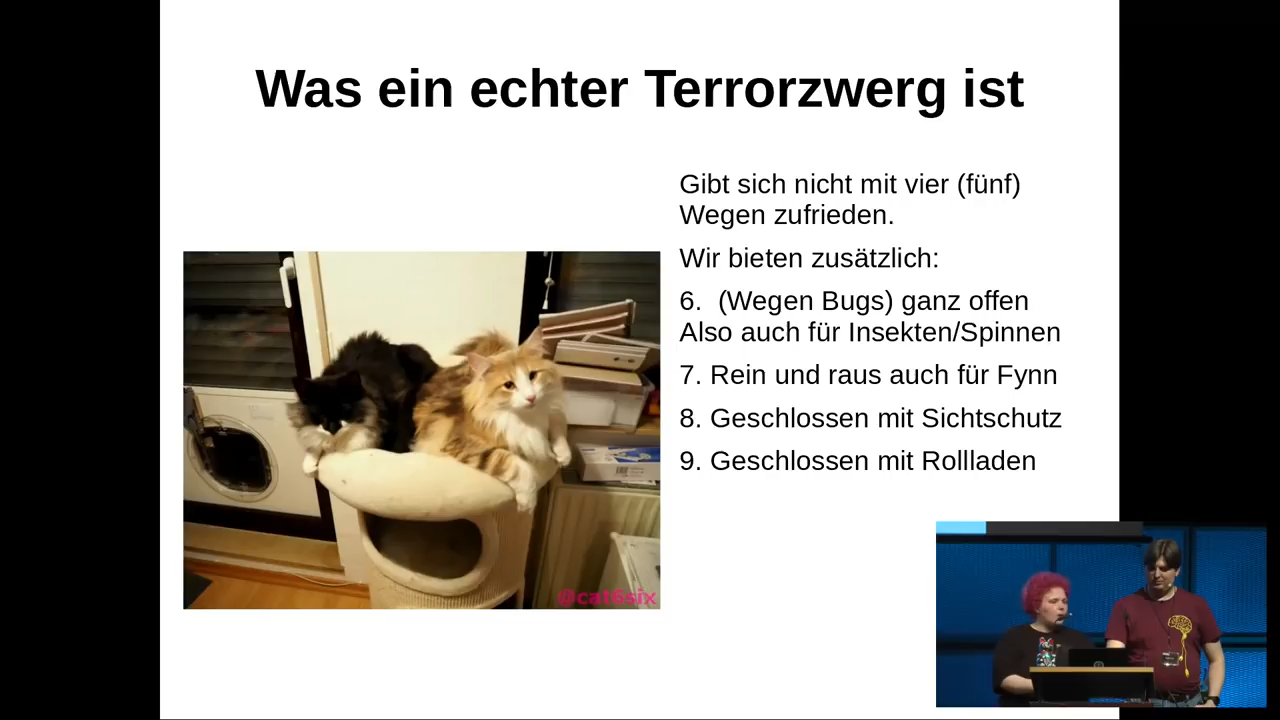 Was ein echter Terrorzwerg ist
Gibt sich nicht mit vier (fünf)
Wegen zufrieden.
Wir bieten zusätzlich:
6.  (Wegen Bugs) ganz offen
Also auch für Insekten/Spinnen
7. Rein und raus auch für Fynn
8. Geschlossen mit Sichtschutz
9. Geschlossen mit Rollladen
@cat6six